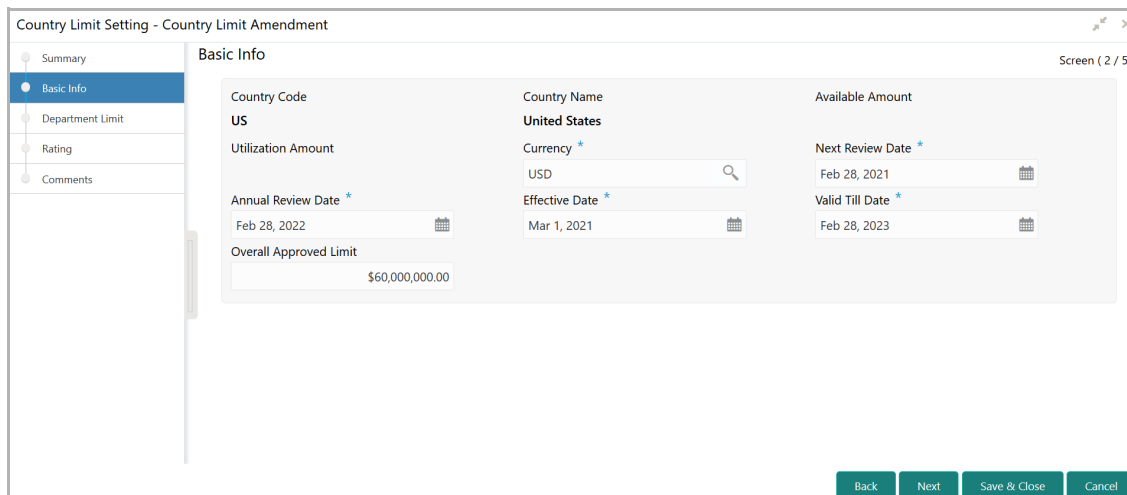 Country Limit Setting - Country Limit Amendment
Summary
Basic Info
Department Limit
Rating
Comments
Basic Info
Screen ( 2 / 5
Country Code
Country Name
Available Amount
US
United States
Utilization Amount
Currency *
Next Review Date *
USD
Feb 28, 2021
Annual Review Date *
Effective Date *
Valid Till Date *
Feb 28, 2022
Mar 1, 2021
Feb 28, 2023
Overall Approved Limit
$60,000,000.00
Back
Next
Save & Close
Cancel